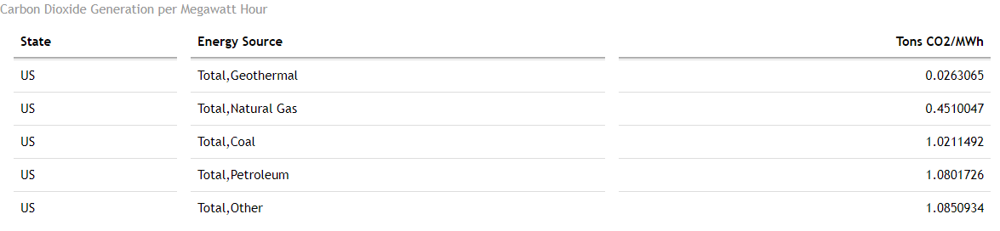 Carbon Dioxide Generation per Megawatt Hour
State Energy Source Tons CO2/MWh
US Total,Geothermal 0.0263065
US Total,Natural Gas 0.4510047
US Total,Coal 1.0211492
US Total,Petroleum 1.0801726
US Total,Other 1.0850934